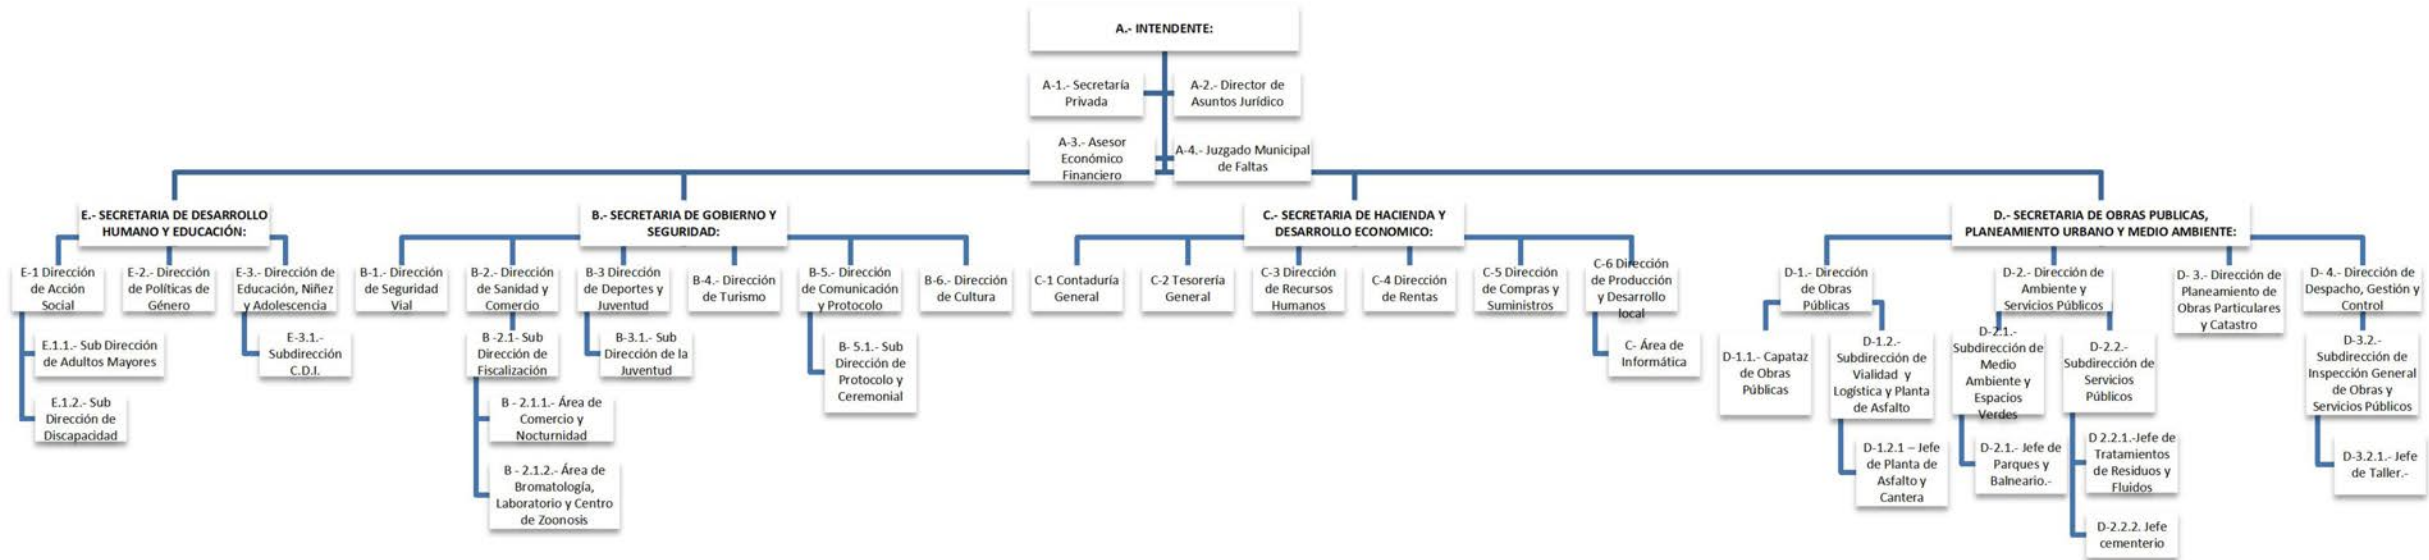 A.- INTENDENTE:
A-1.- Secretaría
Privada
A-2.- Director de
Asuntos Jurídico
A-3.- Asesor
Económico
Financiero
A-4.- Juzgado Municipal
de Faltas
E.- SECRETARIA DE DESARROLLO
HUMANO Y EDUCACIÓN:
B.- SECRETARIA DE GOBIERNO Y
SEGURIDAD:
C.- SECRETARIA DE HACIENDA Y
DESARROLLO ECONOMICO:
D.- SECRETARIA DE OBRAS PUBLICAS,
PLANEAMIENTO URBANO Y MEDIO AMBIENTE:
E-1 Dirección
de Acción
Social
E-2.- Dirección
de Políticas de
Género
E-3.- Dirección de
Educación, Niñez
y Adolescencia
B-1.- Dirección
de Seguridad
Vial
B-2.- Dirección
de Sanidad y
Comercio
B-3 Dirección
de Deportes y
Juventud
B-4.- Dirección
de Turismo
B-5.- Dirección
de Comunicación
y Protocolo
B-6.- Dirección
de Cultura
C-1 Contaduría
General
C-2 Tesorería
General
C-3 Dirección
de Recursos
Humanos
C-4 Dirección
de Rentas
C-5 Dirección
de Compras y
Suministros
C-6 Dirección
de Producción
y Desarrollo
local
D-1.- Dirección
de Obras
Públicas
D-2.- Dirección de
Ambiente y
Servicios Públicos
D- 3.- Dirección de
Planeamiento de
Obras Particulares
y Catastro
D- 4.- Dirección de
Despacho, Gestión y
Control
E.1.1.- Sub Dirección
de Adultos Mayores
E.1.2.- Sub
Dirección de
Discapacidad
E-3.1.-
Subdirección
C.D.I.
B -2.1- Sub
Dirección de
Fiscalización
B - 2.1.1.- Área de
Comercio y
Nocturnidad
B - 2.1.2.- Área de
Bromatología,
Laboratorio y Centro
de Zoonosis
B-3.1.- Sub
Dirección de la
Juventud
B- 5.1.- Sub
Dirección de
Protocolo y
Ceremonial
C- Área de
Informática
D-1.1.- Capataz
de Obras
Públicas
D-1.2.-
Subdirección de
Vialidad y
Logística y Planta
de Asfalto
D-1.2.1 – Jefe
de Planta de
Asfalto y
Cantera
D-2.1.-
Subdirección de
Medio
Ambiente y
Espacios
Verdes
D-2.1.- Jefe de
Parques y
Balneario.-
D-2.2.-
Subdirección de
Servicios
Públicos
D 2.2.1.-Jefe de
Tratamientos
de Residuos y
Fluidos
D-2.2.2. Jefe
cementerio
D-3.2.-
Subdirección de
Inspección General
de Obras y
Servicios Públicos
D-3.2.1.- Jefe
de Taller.-